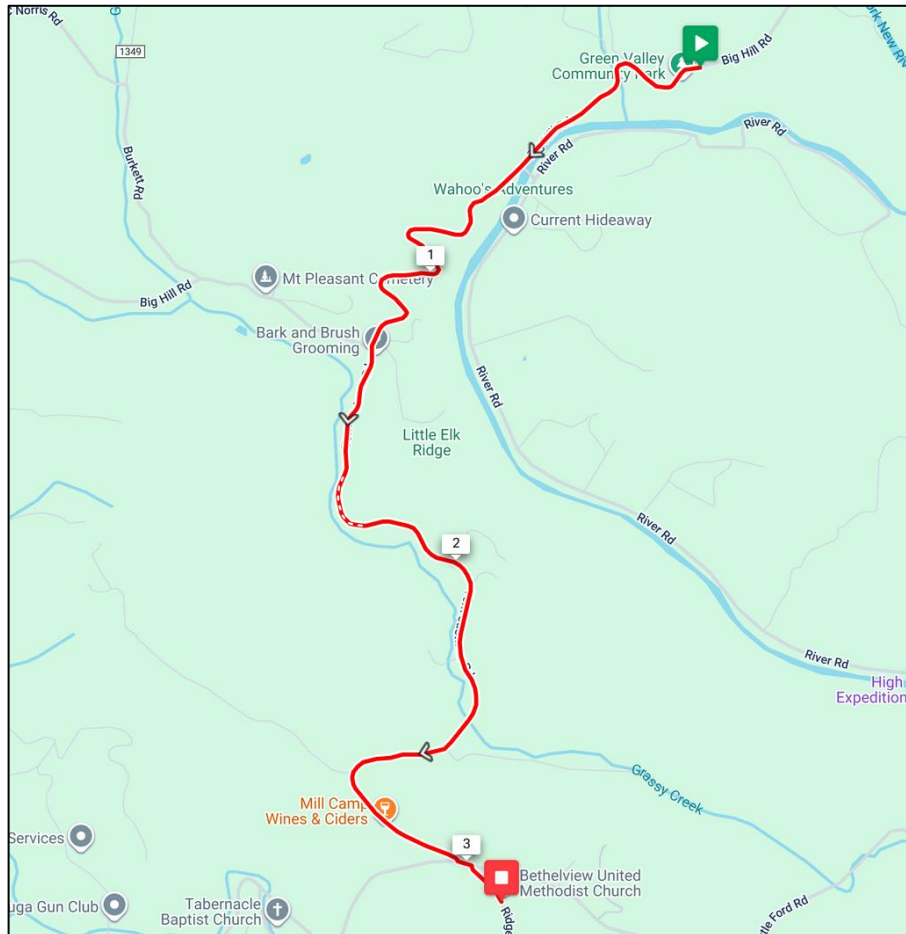 Norris Rd
1349
Burkett Rd
Green Valley
Community Park
Big Hill Rd
New
River Rd
River Rd
Wahoo's Adventures
Current Hideaway
1
Mt Pleasant Cemetery
Big Hill Rd
Bark and Brush
Grooming
River Rd
Little Elk
Ridge
River Rd
2
River Rd
High
Expedition
Grassy Creek
Mill Camp
Wines & Ciders
Services
3
Bethelview United
Methodist Church
Tabernacle
Baptist Church
uga Gun Club
Ridge
Ford Rd